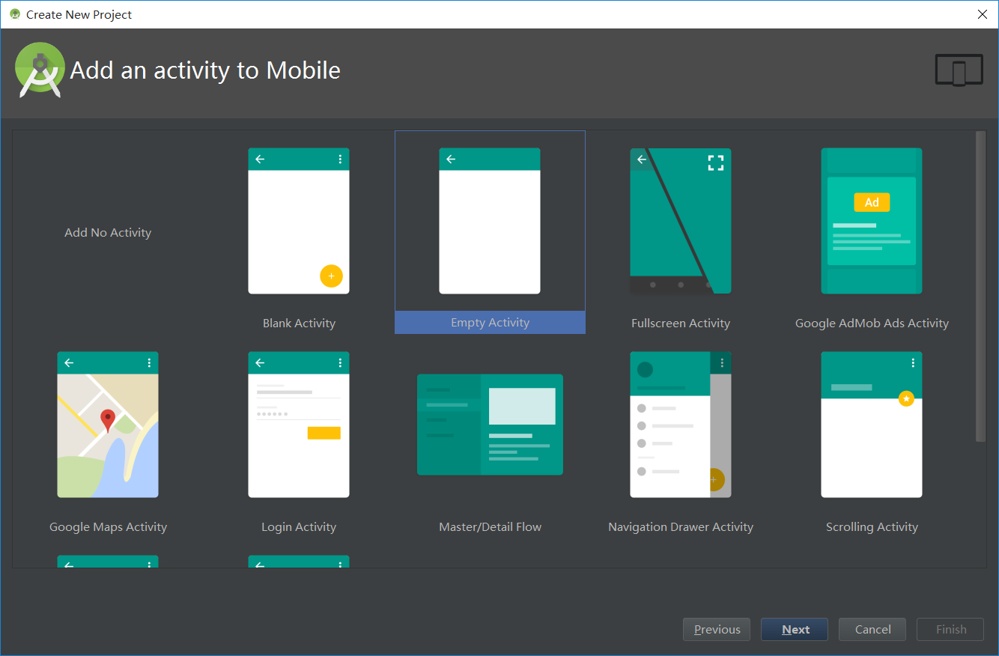 Create New Project
Add an activity to Mobile
Add No Activity
Blank Activity
Empty Activity
Fullscreen Activity
Ad
Google AdMob Ads Activity
Google Maps Activity
Login Activity
Master/Detail Flow
Navigation Drawer Activity
Scrolling Activity
Previous
Next
Cancel
Finish